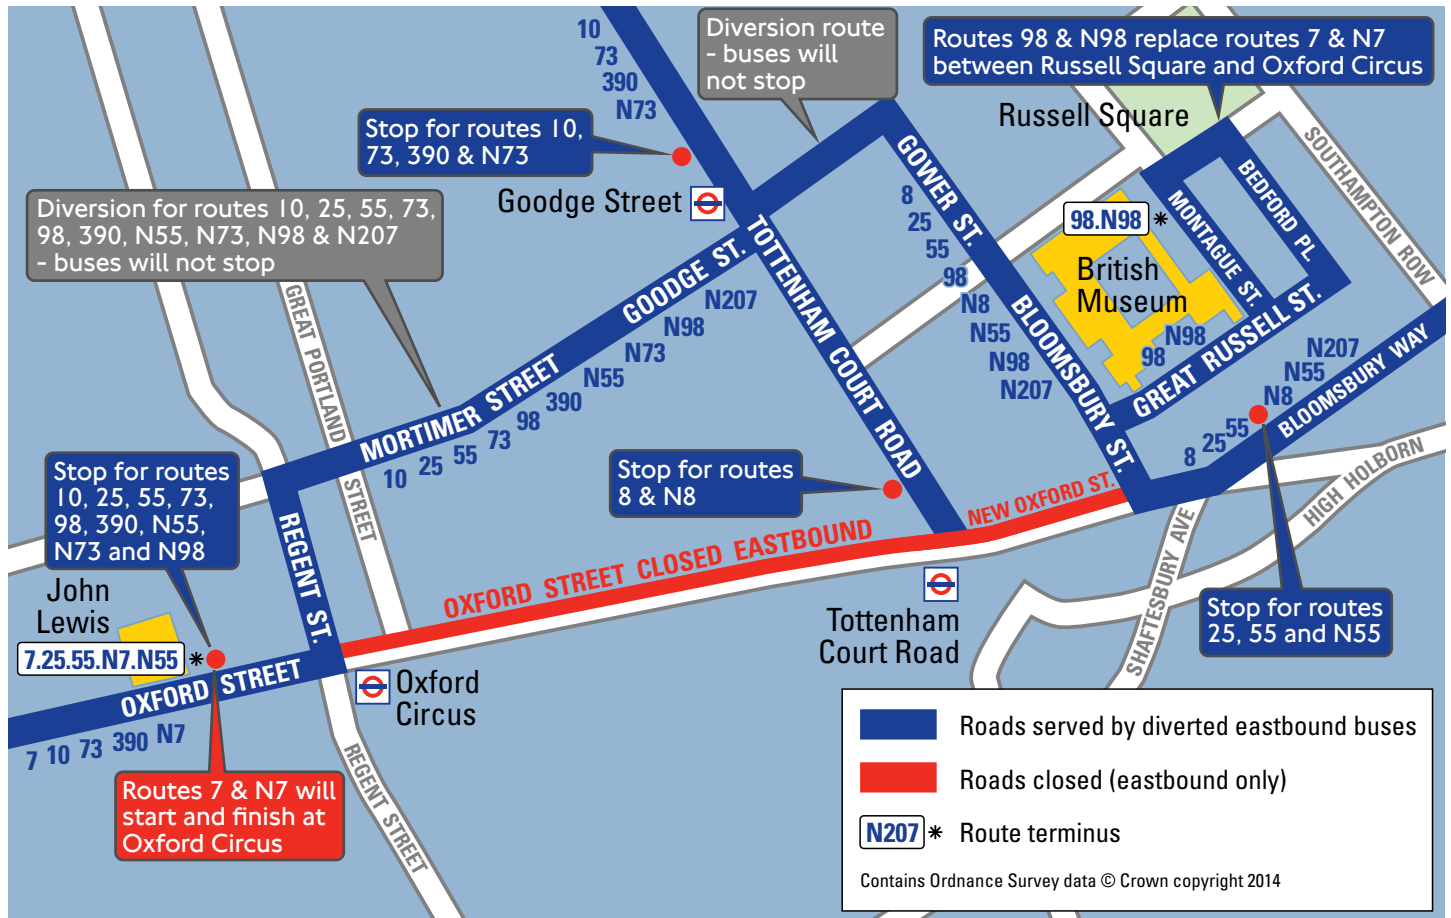 10
73
390
N73
Diversion route
- buses will
not stop
Routes 98 & N98 replace routes 7 & N7
between Russell Square and Oxford Circus
Russell Square
Stop for routes 10,
73, 390 & N73
Goodge Street
Diversion for routes 10, 25, 55, 73,
98, 390, N55, N73, N98 & N207
- buses will not stop
GOWER ST.
8
25
55
98
N8
N55
N98
N207
BLOOMSBURY ST.
SOUTHAMPTON ROW
BEDFORD PL.
MONTAGUE ST.
98.N98 *
British
Museum
98
N98
GREAT RUSSELL ST.
GREAT PORTLAND
STREET
GOODGE ST.
MORTIMER STREET
10
25
55
73
98
390
N55
N73
N98
N207
TOTTENHAM COURT ROAD
8
25
55
N8
N55
N207
BLOOMSBURY WAY
HIGH HOLBORN
SHAFTESBURY AVE
Stop for routes
10, 25, 55, 73,
98, 390, N55,
N73 and N98
Stop for routes
8 & N8
NEW OXFORD ST.
OXFORD STREET CLOSED EASTBOUND
REGENT ST.
John
Lewis
7.25.55.N7.N55 *
OXFORD STREET
7
10
73
390
N7
Oxford
Circus
Tottenham
Court Road
Stop for routes
25, 55 and N55
REGENT STREET
Routes 7 & N7 will
start and finish at
Oxford Circus
Roads served by diverted eastbound buses
Roads closed (eastbound only)
N207 * Route terminus
Contains Ordnance Survey data © Crown copyright 2014